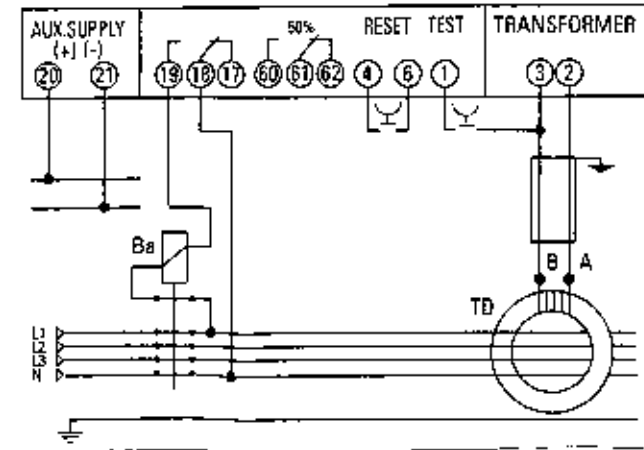 AUX.SUPPLY
(+) (-)
50%
RESET TEST
TRANSFORMER
20 21 19 18 17 60 61 62 4 6 1 3 2
Ba
B A
TD
L1
L2
L3
N